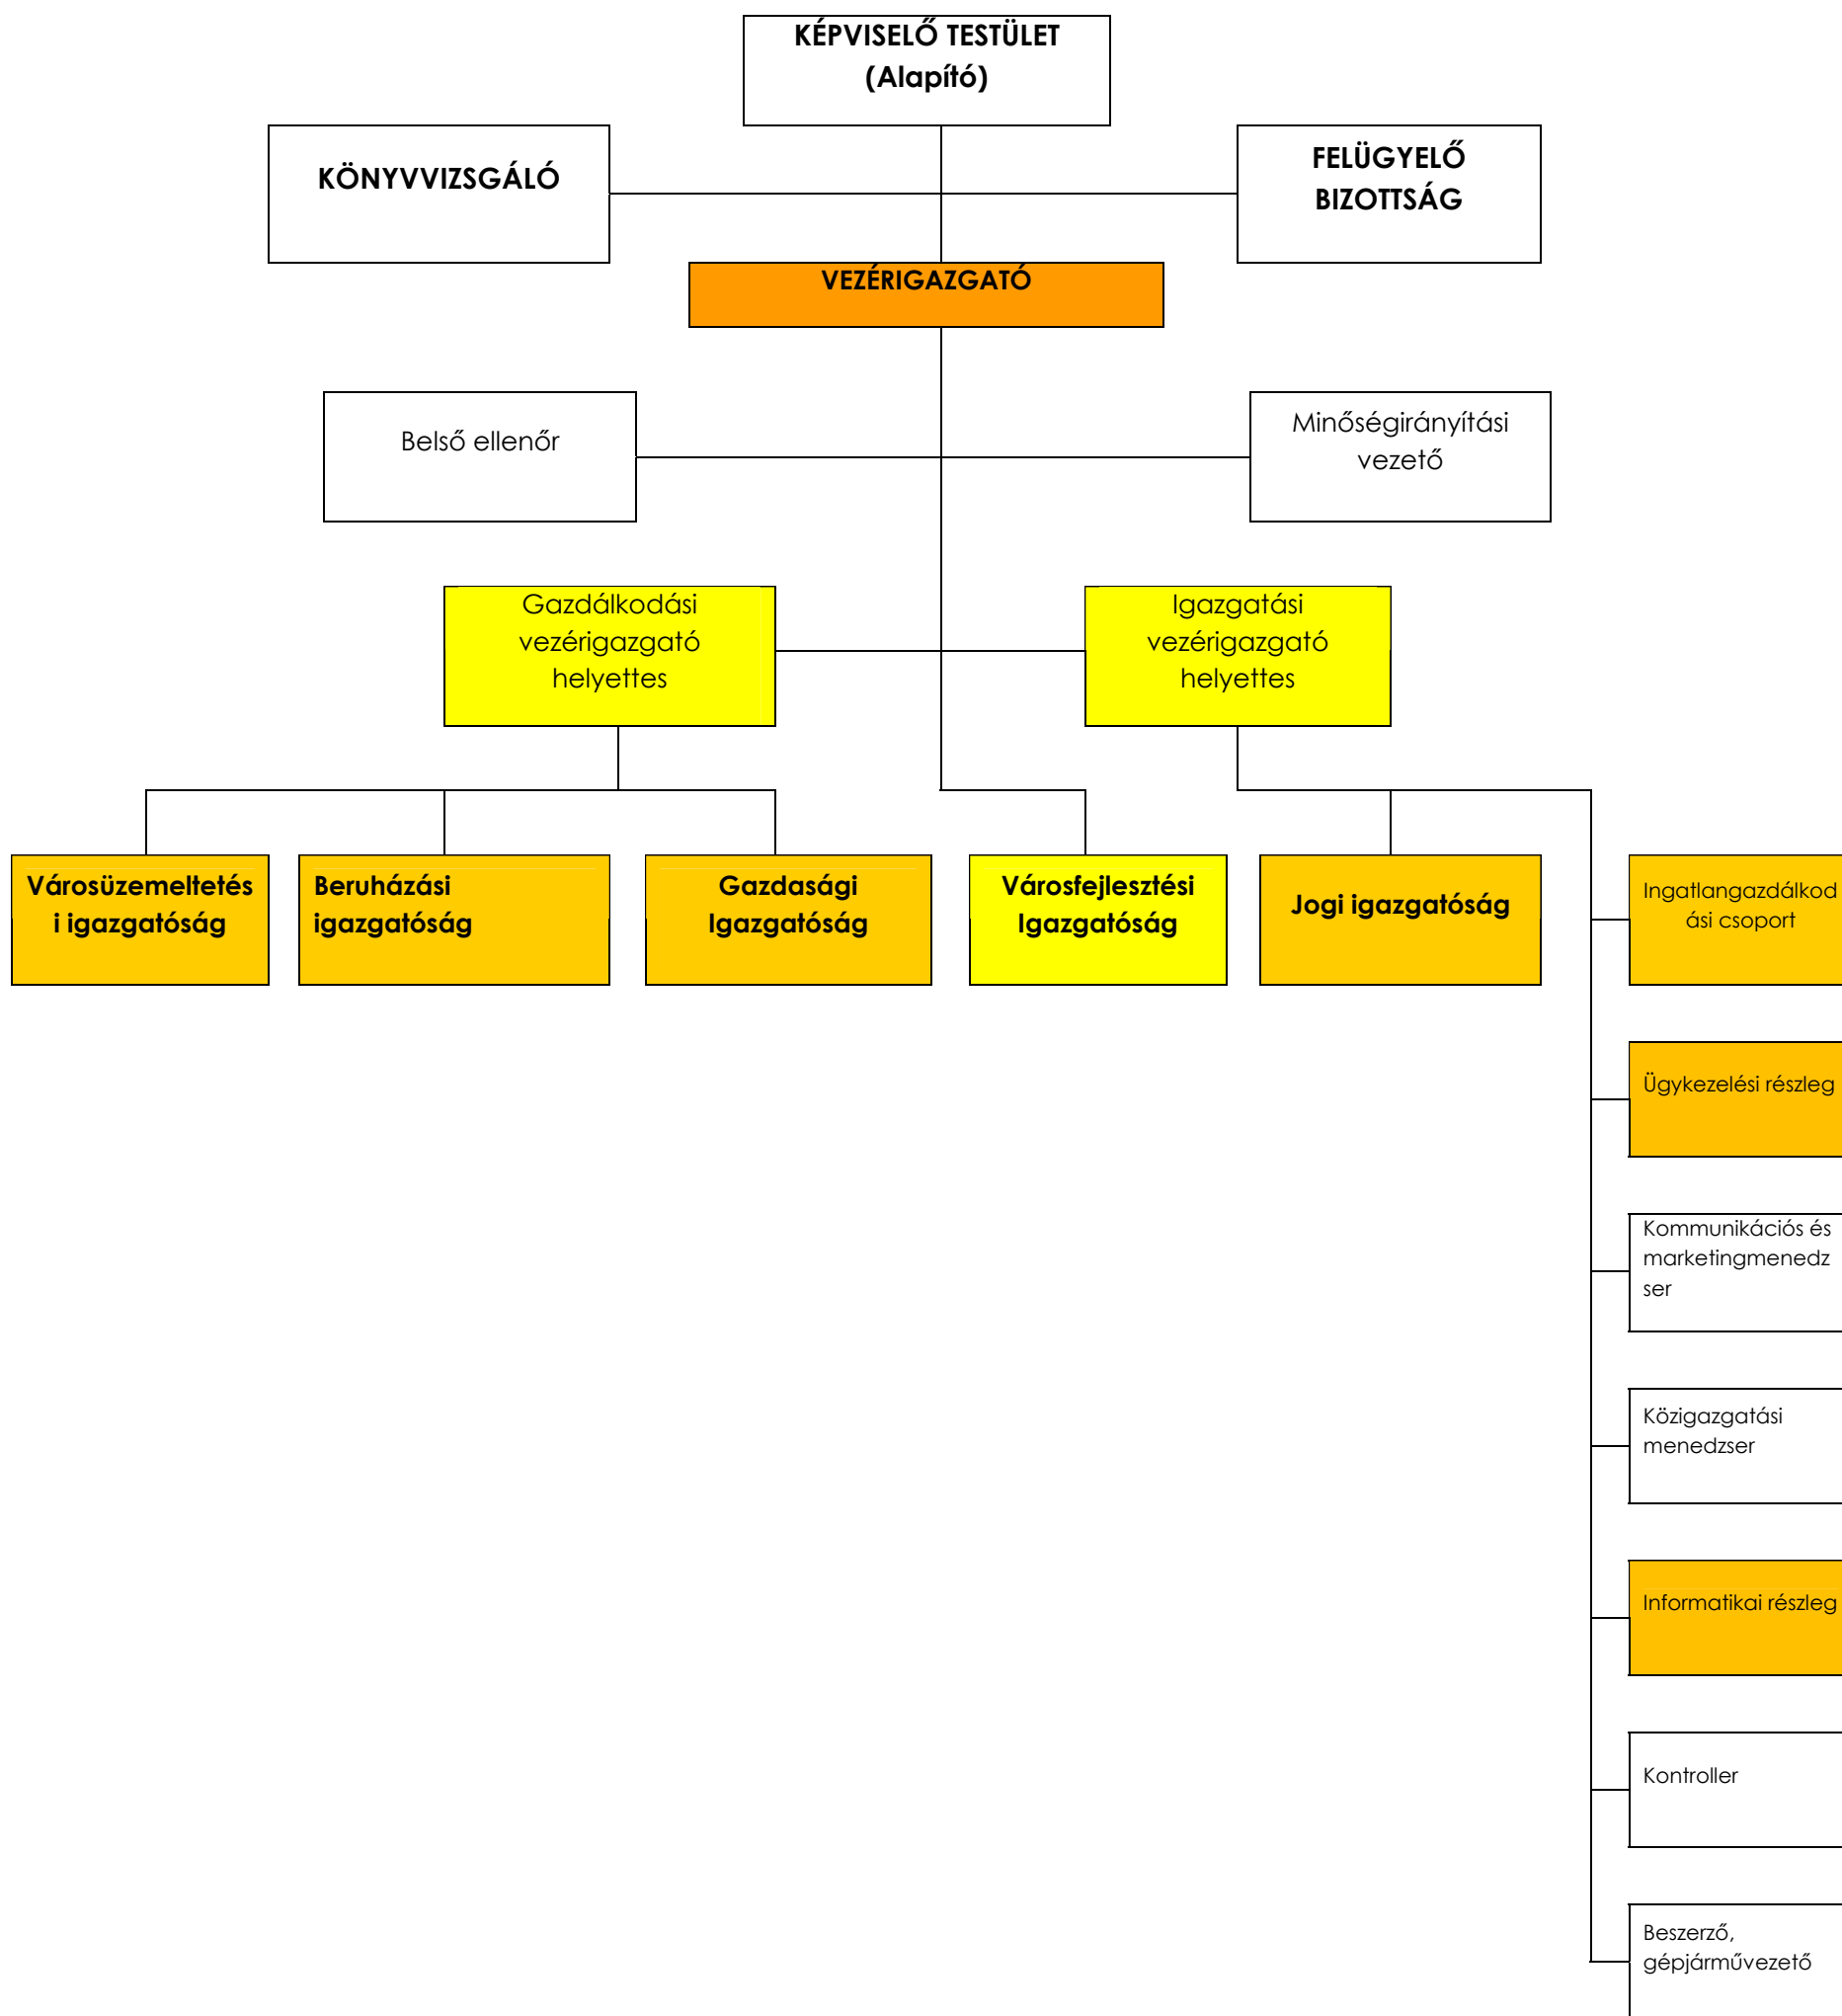 KÉPVISELŐ TESTÜLET
(Alapító)
KÖNYVVIZSGÁLÓ
FELÜGYELŐ
BIZOTTSÁG
VEZÉRIGAZGATÓ
Belső ellenőr
Minőségirányítási
vezető
Gazdálkodási
vezérigazgató
helyettes
Igazgatási
vezérigazgató
helyettes
Városüzemeltetés
i igazgatóság
Beruházási
igazgatóság
Gazdasági
Igazgatóság
Városfejlesztési
Igazgatóság
Jogi igazgatóság
Ingatlangazdálkod
ási csoport
Ügykezelési részleg
Kommunikációs és
marketingmenedz
ser
Közigazgatási
menedzser
Informatikai részleg
Kontroller
Beszerző,
gépjárművezető